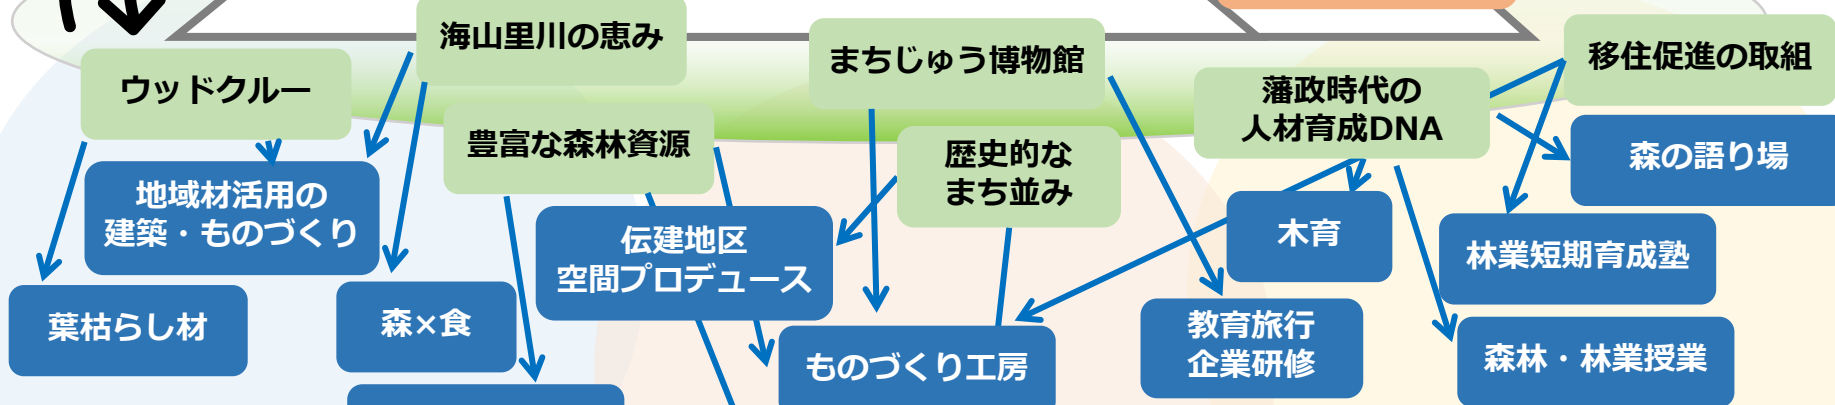 海山里川の恵み
まちじゅう博物館
移住促進の取組
ウッドクルー
藩政時代の
人材育成DNA
豊富な森林資源
歴史的な
まち並み
森の語り場
地域材活用の
建築・ものづくり
伝建地区
空間プロデュース
木育
林業短期育成塾
葉枯らし材
森×食
教育旅行
企業研修
ものづくり工房
森林・林業授業